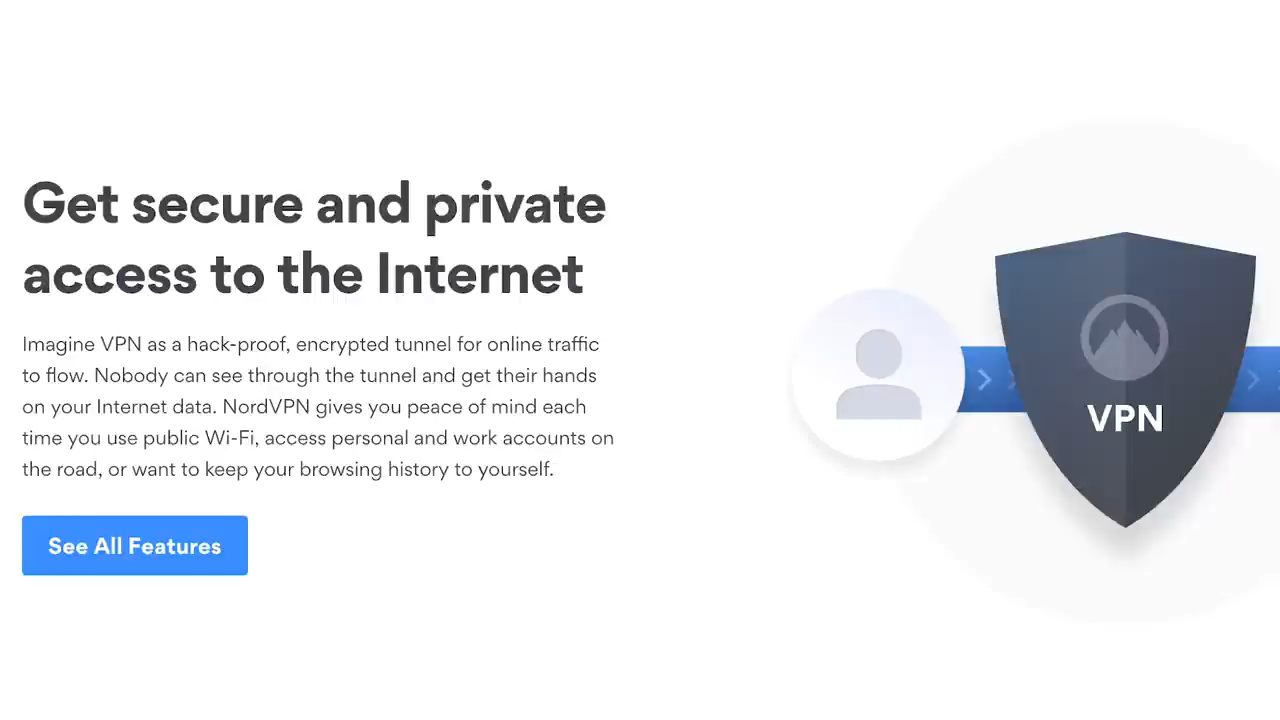 Get secure and private
access to the Internet
Imagine VPN as a hack-proof, encrypted tunnel for online traffic
to flow. Nobody can see through the tunnel and get their hands
on your Internet data. NordVPN gives you peace of mind each
time you use public Wi-Fi, access personal and work accounts on
the road, or want to keep your browsing history to yourself.
See All Features
VPN